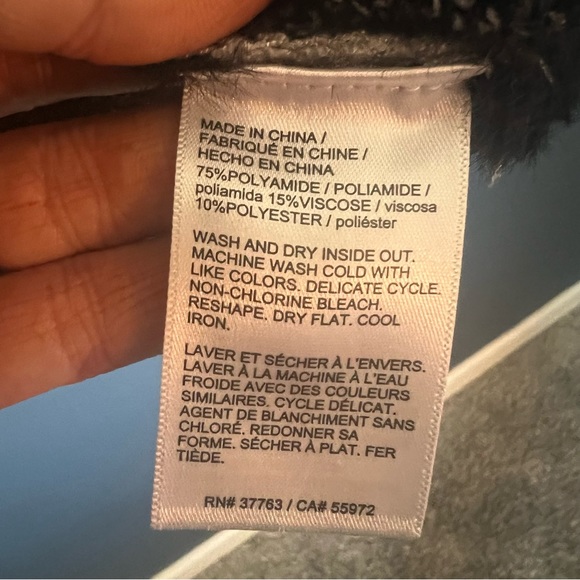 MADE IN CHINA /
FABRIQUÉ EN CHINE /
HECHO EN CHINA
75%POLYAMIDE / POLIAMIDE /
poliamida 15%VISCOSE / viscosa
10%POLYESTER / poliéster
WASH AND DRY INSIDE OUT.
MACHINE WASH COLD WITH
LIKE COLORS. DELICATE CYCLE.
NON-CHLORINE BLEACH.
RESHAPE. DRY FLAT. COOL
IRON.
LAVER ET SÉCHER À L'ENVERS.
LAVER À LA MACHINE À L'EAU
FROIDE AVEC DES COULEURS
SIMILAIRES. CYCLE DÉLICAT.
AGENT DE BLANCHIMENT SANS
CHLORÉ. REDONNER SA
FORME. SÉCHER À PLAT. FER
TIÈDE.
RN# 37763 / CA# 55972